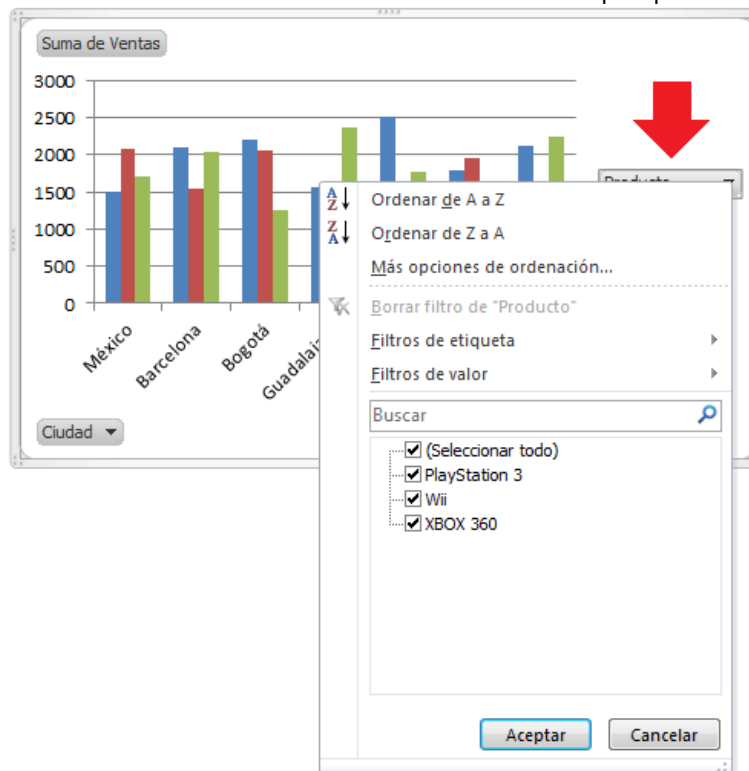 Suma de Ventas
3000
2500
2000
1500
1000
500
0
México
Barcelona
Bogotá
Ciudad
Producto
Ordenar de A a Z
Ordenar de Z a A
Más opciones de ordenación...
Borrar filtro de "Producto"
Filtros de etiqueta
Filtros de valor
Buscar
(Seleccionar todo)
PlayStation 3
Wii
XBOX 360
Aceptar
Cancelar